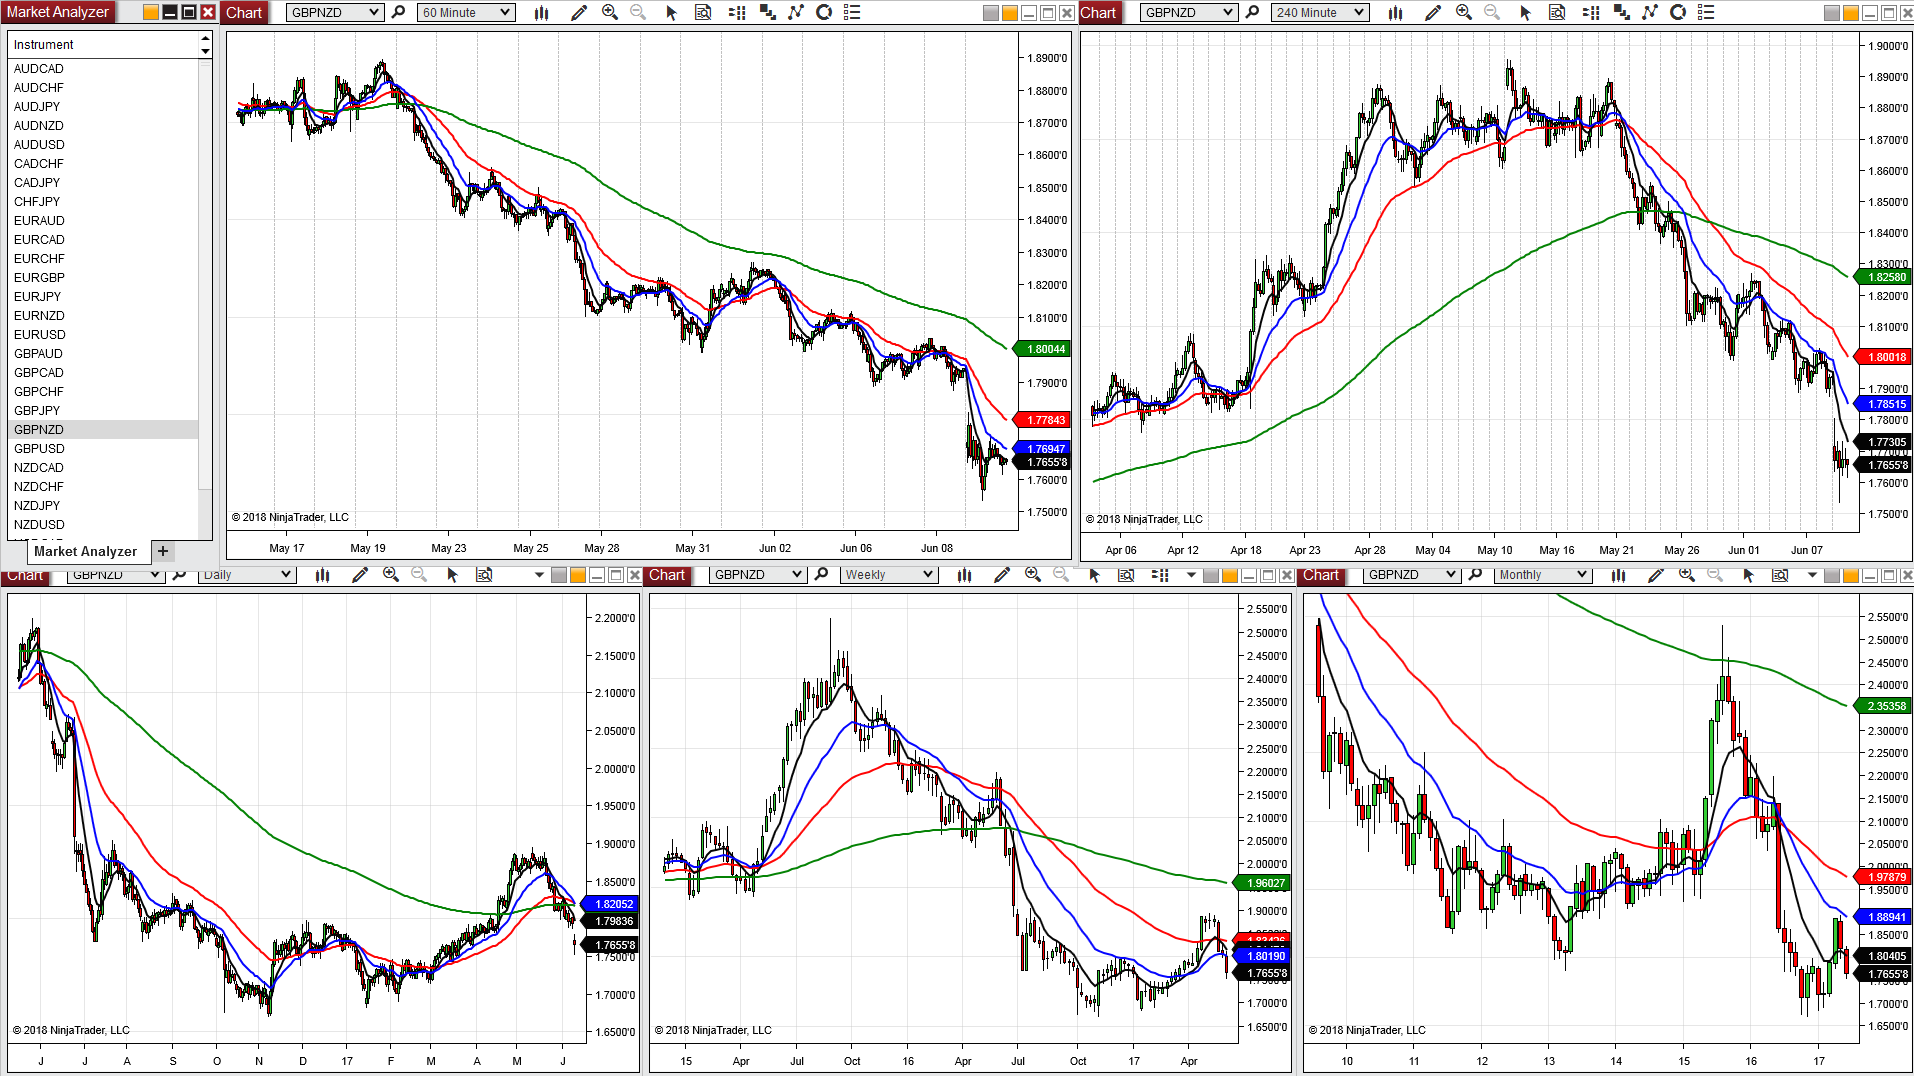 Market Analyzer
Instrument
AUDCAD
AUDCHF
AUDJPY
AUDNZD
AUDUSD
CADCHF
CADJPY
CHFJPY
EURAUD
EURCAD
EURCHF
EURGBP
EURJPY
EURNZD
EURUSD
GBPAUD
GBPCAD
GBPCHF
GBPJPY
GBPNZD
GBPUSD
NZDCAD
NZDCHF
NZDJPY
NZDUSD
Market Analyzer +
Chart GBPNZD 60 Minute
1.8900'0
1.8800'0
1.8700'0
1.8600'0
1.8500'0
1.8400'0
1.8300'0
1.8200'0
1.8100'0
1.80044
1.7900'0
1.77843
1.76947
1.7655'8
1.7600'0
1.7500'0
© 2018 NinjaTrader, LLC
May 17 May 19 May 23 May 25 May 28 May 31 Jun 02 Jun 06 Jun 08
Chart GBPNZD 240 Minute
1.9000'0
1.8900'0
1.8800'0
1.8700'0
1.8600'0
1.8500'0
1.8400'0
1.8300'0
1.82580
1.8200'0
1.8100'0
1.80018
1.7900'0
1.78515
1.7800'0
1.77305
1.7655'8
1.7600'0
1.7500'0
© 2018 NinjaTrader, LLC
Apr 06 Apr 12 Apr 18 Apr 23 Apr 28 May 04 May 10 May 16 May 21 May 26 Jun 01 Jun 07
Chart GBPNZD Daily
2.2000'0
2.1500'0
2.1000'0
2.0500'0
2.0000'0
1.9500'0
1.9000'0
1.8500'0
1.82052
1.79836
1.7655'8
1.7500'0
1.7000'0
1.6500'0
© 2018 NinjaTrader, LLC
J J A S O N D 17 F M A M J
Chart GBPNZD Weekly
2.5500'0
2.5000'0
2.4500'0
2.4000'0
2.3500'0
2.3000'0
2.2500'0
2.2000'0
2.1500'0
2.1000'0
2.0500'0
2.0000'0
1.96027
1.9000'0
1.80190
1.7655'8
1.7000'0
1.6500'0
© 2018 NinjaTrader, LLC
15 Apr Jul Oct 16 Apr Jul Oct 17 Apr
Chart GBPNZD Monthly
2.5500'0
2.5000'0
2.4500'0
2.4000'0
2.35358
2.3000'0
2.2500'0
2.2000'0
2.1500'0
2.1000'0
2.0500'0
2.0000'0
1.97879
1.9500'0
1.88941
1.8500'0
1.80405
1.7655'8
1.7000'0
1.6500'0
© 2018 NinjaTrader, LLC
10 11 12 13 14 15 16 17